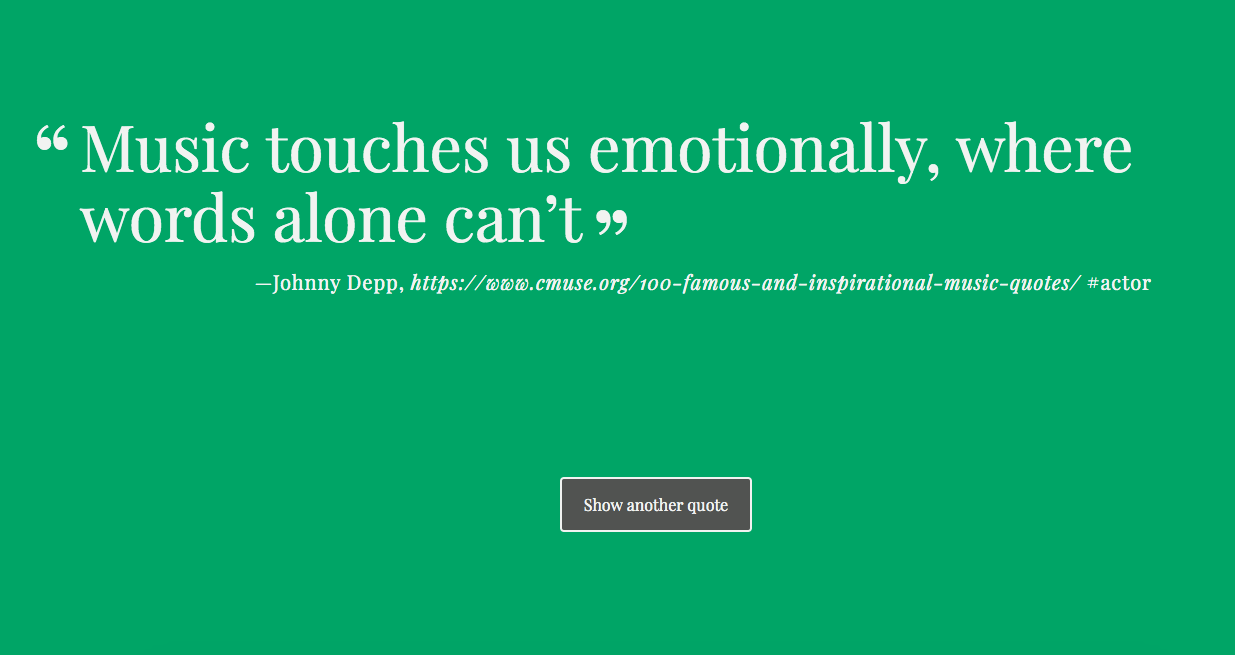 “ Music touches us emotionally, where
words alone can’t ”
—Johnny Depp, https://www.cmuse.org/100-famous-and-inspirational-music-quotes/ #actor
Show another quote